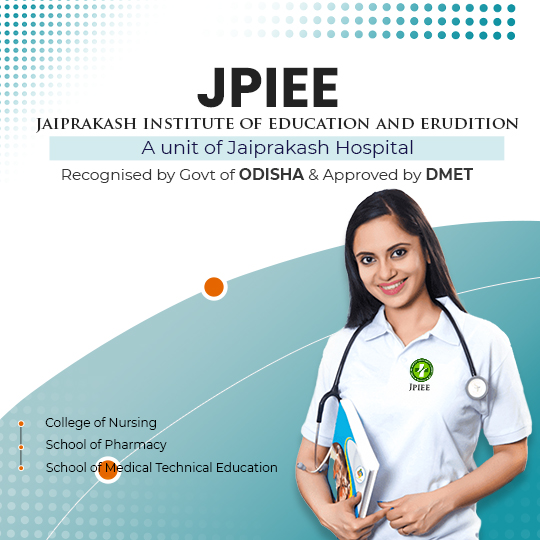 JPIEE
JAIPRAKASH INSTITUTE OF EDUCATION AND ERUDITION
A unit of Jaiprakash Hospital
Recognised by Govt of ODISHA & Approved by DMET
JPIEE
College of Nursing
School of Pharmacy
School of Medical Technical Education